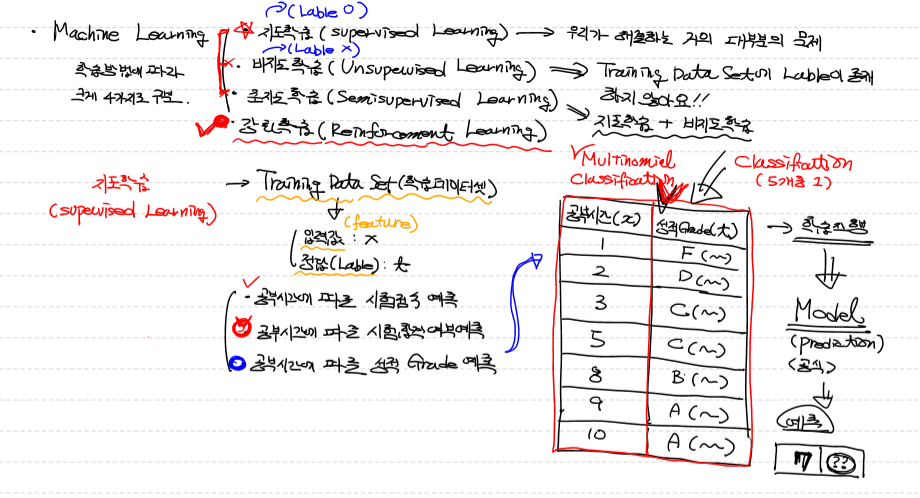 (Lable O)
· Machine Learning
지도학습 (supervised Learning) → 우리가 해결하는 거의 대부분의 문제
(Lable x)
학습방법에 따라
크게 4가지로 구분.
· 비지도학습 (Unsupewised Learning) ⇒ Training Data Set에 Lable이 존재
하지 않아요!!
· 준지도학습 (Semisupervised Learning) ⇒ 지도학습 + 비지도학습
· 강화학습 (Reinforcement Learning)
지도학습
(supewised Learning)
→ Training Data Set (학습데이터셋)
(feature)
입력값 : x
정답(Lable) : t
· 공부시간에 따른 시험점수 예측
· 공부시간에 따른 시험합격여부예측
· 공부시간에 따른 성적 Grade 예측
Multinomiel
Classification
Classification
(5개중 1)
공부시간(x) 성적Grade(t)
1 F(~)
2 D(~)
3 C(~)
5 C(~)
8 B(~)
9 A(~)
10 A(~)
→ 학습진행
Model
(prediation)
(공식)
예측
7 ??